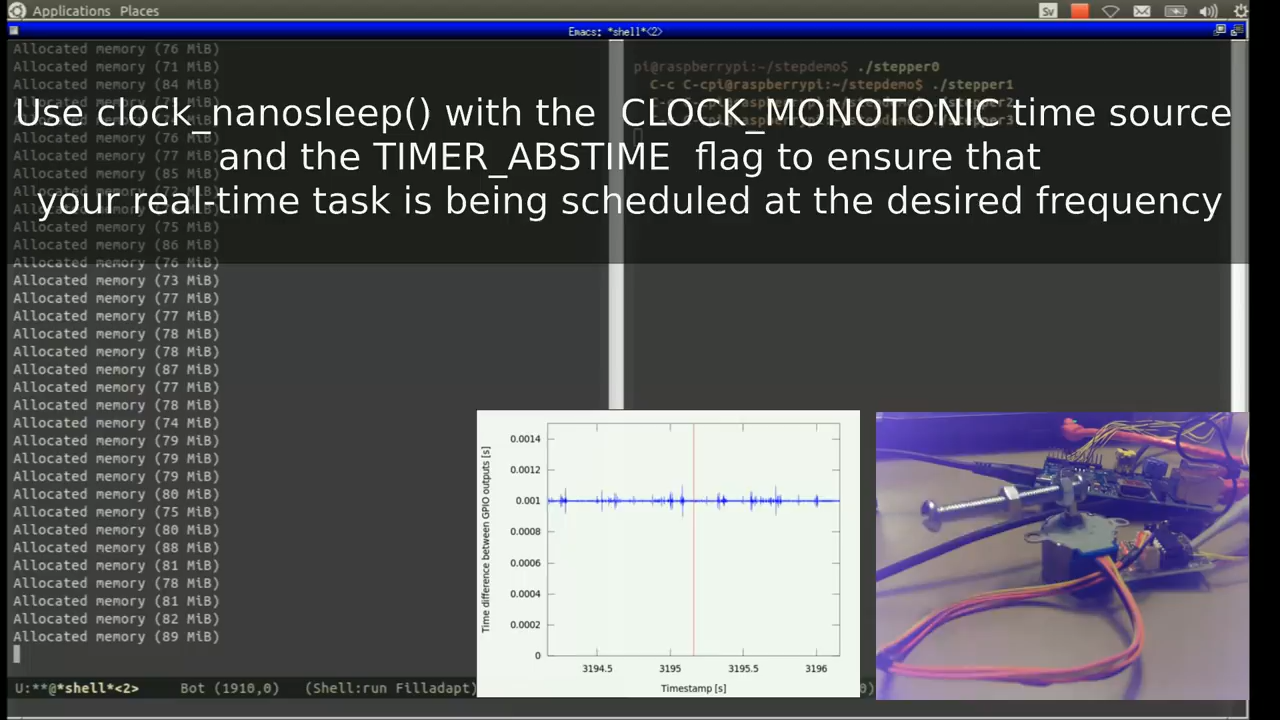 Applications Places
Sv
Emacs: *shell*<2>
Use clock_nanosleep() with the CLOCK_MONOTONIC time source
and the TIMER_ABSTIME flag to ensure that
your real-time task is being scheduled at the desired frequency
Allocated memory (76 MiB)
Allocated memory (71 MiB)
Allocated memory (84 MiB)
Allocated memory (76 MiB)
Allocated memory (77 MiB)
Allocated memory (85 MiB)
Allocated memory (75 MiB)
Allocated memory (86 MiB)
Allocated memory (76 MiB)
Allocated memory (73 MiB)
Allocated memory (77 MiB)
Allocated memory (77 MiB)
Allocated memory (78 MiB)
Allocated memory (78 MiB)
Allocated memory (87 MiB)
Allocated memory (77 MiB)
Allocated memory (78 MiB)
Allocated memory (74 MiB)
Allocated memory (79 MiB)
Allocated memory (79 MiB)
Allocated memory (79 MiB)
Allocated memory (80 MiB)
Allocated memory (75 MiB)
Allocated memory (80 MiB)
Allocated memory (88 MiB)
Allocated memory (81 MiB)
Allocated memory (78 MiB)
Allocated memory (81 MiB)
Allocated memory (82 MiB)
Allocated memory (89 MiB)
U:**@*shell*<2> Bot (1910,0) (Shell:run Filladapt)
pi@raspberrypi:~/stepdemo$ ./stepper0
C-c C-cpi@raspberrypi:~/stepdemo$ ./stepper1
Time difference between GPIO outputs [s]
0.0014
0.0012
0.001
0.0008
0.0006
0.0004
0.0002
0
3194.5 3195 3195.5 3196
Timestamp [s]